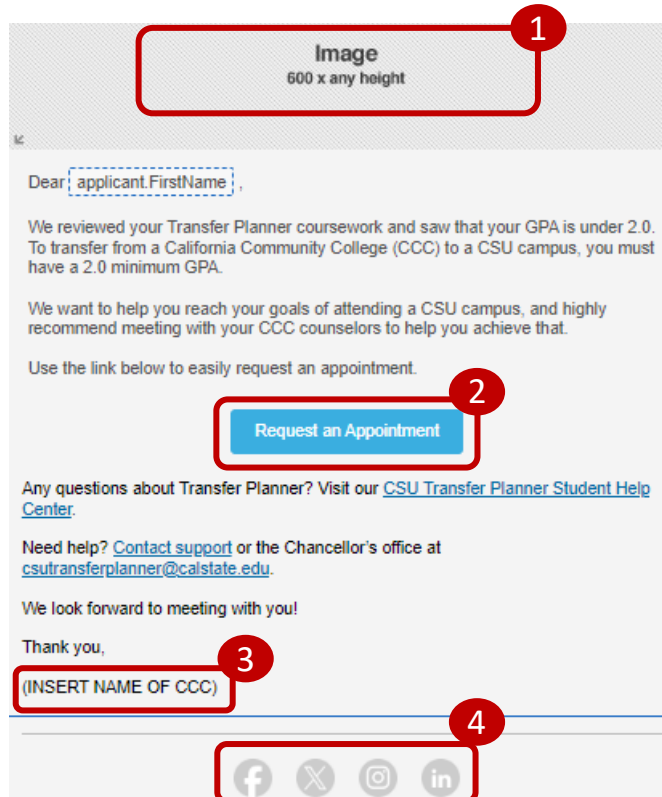 1
Image
600 x any height
Dear applicant.FirstName ,
We reviewed your Transfer Planner coursework and saw that your GPA is under 2.0.
To transfer from a California Community College (CCC) to a CSU campus, you must
have a 2.0 minimum GPA.
We want to help you reach your goals of attending a CSU campus, and highly
recommend meeting with your CCC counselors to help you achieve that.
Use the link below to easily request an appointment.
2
Request an Appointment
Any questions about Transfer Planner? Visit our CSU Transfer Planner Student Help
Center.
Need help? Contact support or the Chancellor's office at
csutransferplanner@calstate.edu.
We look forward to meeting with you!
Thank you,
3
(INSERT NAME OF CCC)
4
f X in